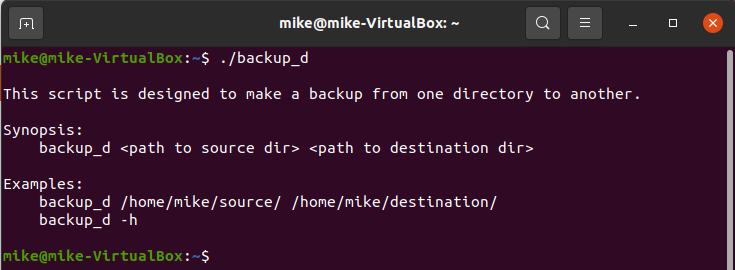 mike@mike-VirtualBox: ~
mike@mike-VirtualBox:~$ ./backup_d
This script is designed to make a backup from one directory to another.
Synopsis:
backup_d <path to source dir> <path to destination dir>
Examples:
backup_d /home/mike/source/ /home/mike/destination/
backup_d -h
mike@mike-VirtualBox:~$